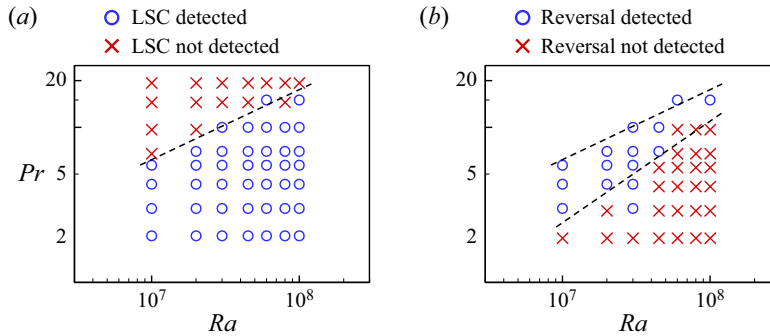 (a)
LSC detected
LSC not detected
20
5
2
Pr
10^7
10^8
Ra
(b)
Reversal detected
Reversal not detected
20
5
2
10^7
10^8
Ra